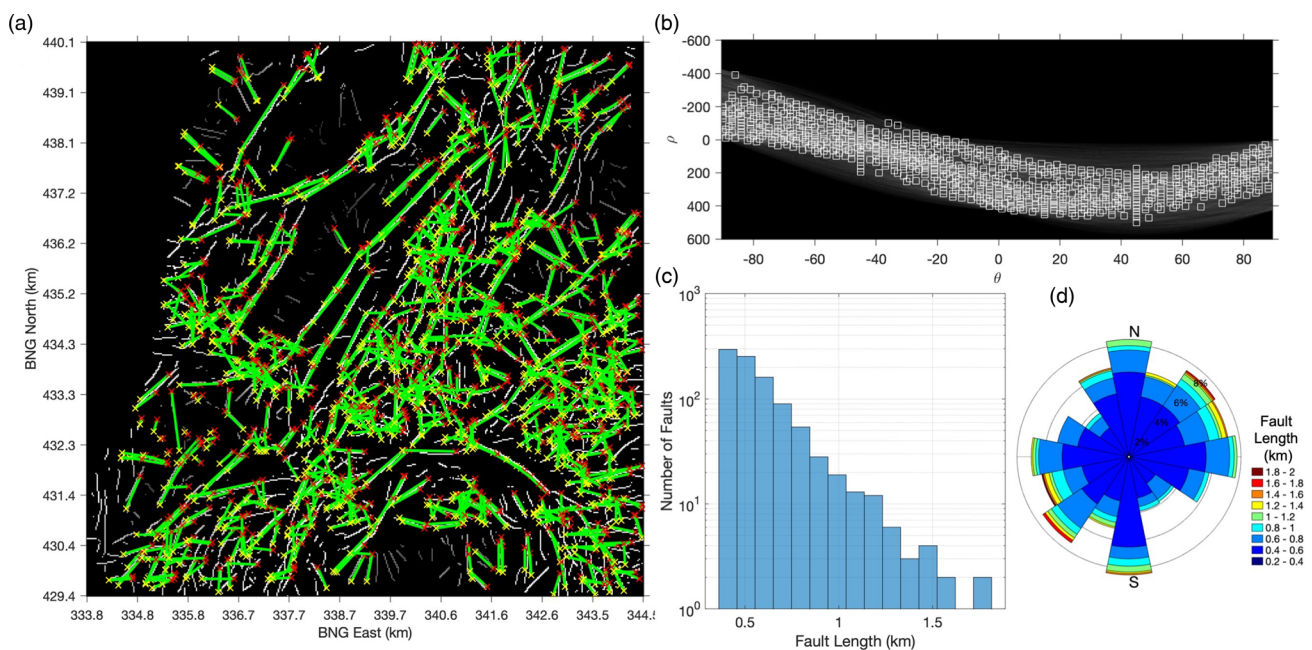 (a)
440.1
439.1
438.1
437.2
436.2
435.2
434.3
433.3
432.3
431.4
430.4
429.4
BNG North (km)
333.8 334.8 335.8 336.7 337.7 338.7 339.7 340.6 341.6 342.6 343.5 344.5
BNG East (km)
(b)
-600
-400
-200
0
200
400
600
ρ
-80 -60 -40 -20 0 20 40 60 80
θ
(c)
10³
10²
10¹
10⁰
Number of Faults
0.5 1 1.5
Fault Length (km)
(d)
N
8%
6%
4%
2%
S
Fault
Length
(km)
1.8 - 2
1.6 - 1.8
1.4 - 1.6
1.2 - 1.4
1 - 1.2
0.8 - 1
0.6 - 0.8
0.4 - 0.6
0.2 - 0.4